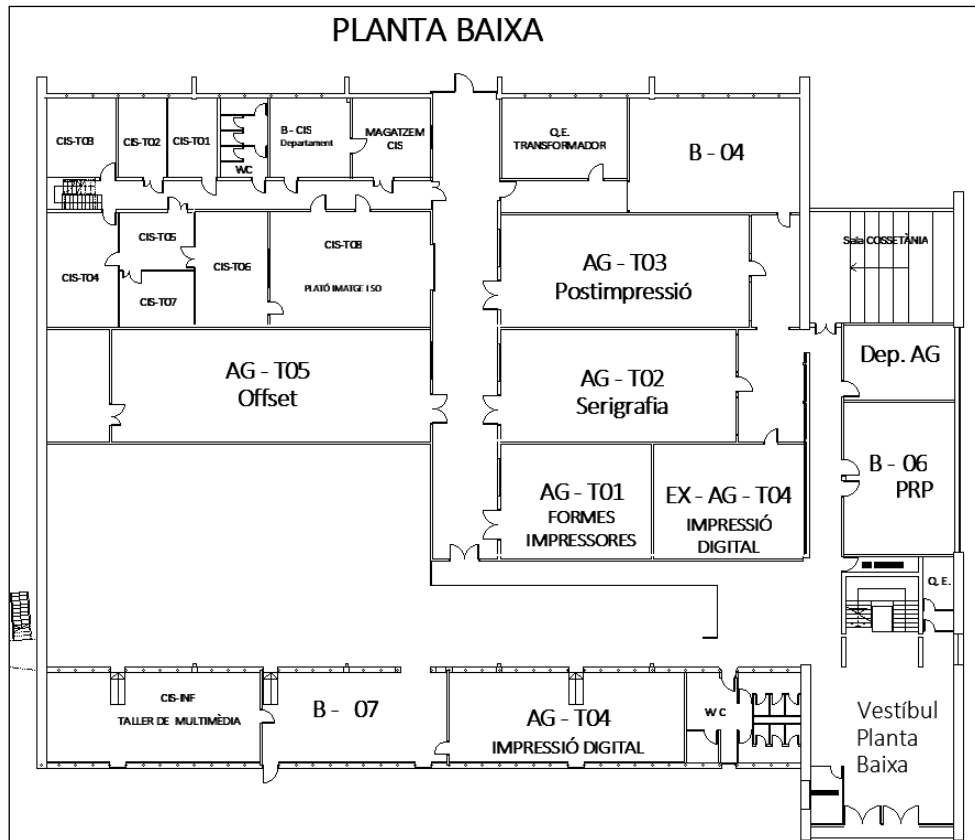 PLANTA BAIXA
CIS-T03
CIS-T02
CIS-T01
WC
B - CIS
Departament
MAGATZEM
CIS
Q.E.
TRANSFORMADOR
B - 04
CIS-T04
CIS-T05
CIS-T07
CIS-T06
CIS-T08
PLATÓ IMATGE I SO
AG - T03
Postimpressió
Sala COSSETÀNIA
AG - T05
Offset
AG - T02
Serigrafia
Dep. AG
B - 06
PRP
AG - T01
FORMES
IMPRESSORES
EX - AG - T04
IMPRESSIÓ
DIGITAL
Q.E.
CIS-INF
TALLER DE MULTIMÈDIA
B - 07
AG - T04
IMPRESSIÓ DIGITAL
WC
Vestíbul
Planta
Baixa